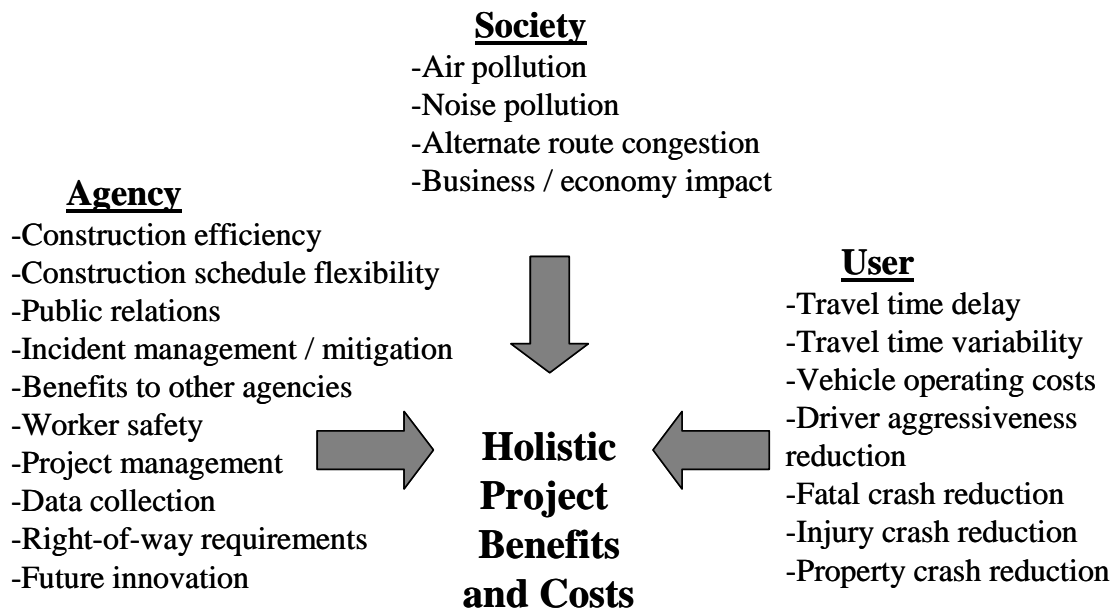 Society
-Air pollution
-Noise pollution
-Alternate route congestion
-Business / economy impact
Agency
-Construction efficiency
-Construction schedule flexibility
-Public relations
-Incident management / mitigation
-Benefits to other agencies
-Worker safety
-Project management
-Data collection
-Right-of-way requirements
-Future innovation
User
-Travel time delay
-Travel time variability
-Vehicle operating costs
-Driver aggressiveness
reduction
-Fatal crash reduction
-Injury crash reduction
-Property crash reduction
Holistic
Project
Benefits
and Costs